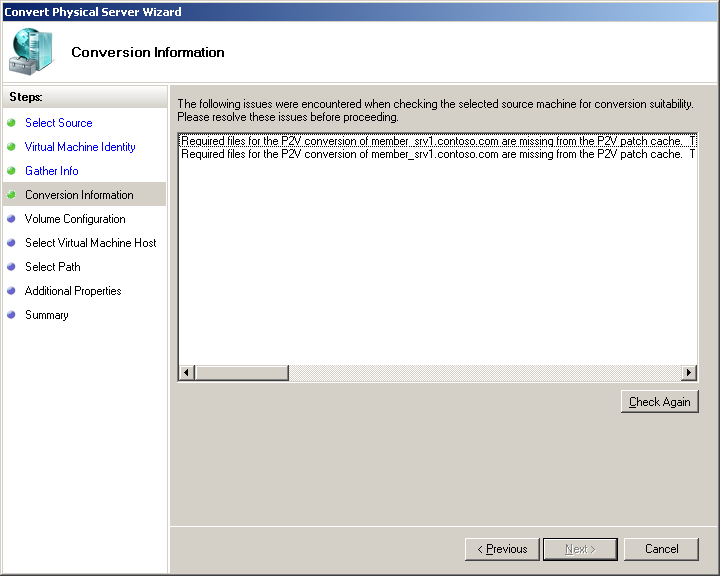 Convert Physical Server Wizard
Conversion Information
Steps:
Select Source
Virtual Machine Identity
Gather Info
Conversion Information
Volume Configuration
Select Virtual Machine Host
Select Path
Additional Properties
Summary
The following issues were encountered when checking the selected source machine for conversion suitability.
Please resolve these issues before proceeding.
Required files for the P2V conversion of member_srv1.contoso.com are missing from the P2V patch cache. T
Required files for the P2V conversion of member_srv1.contoso.com are missing from the P2V patch cache. T
Check Again
< Previous
Next >
Cancel